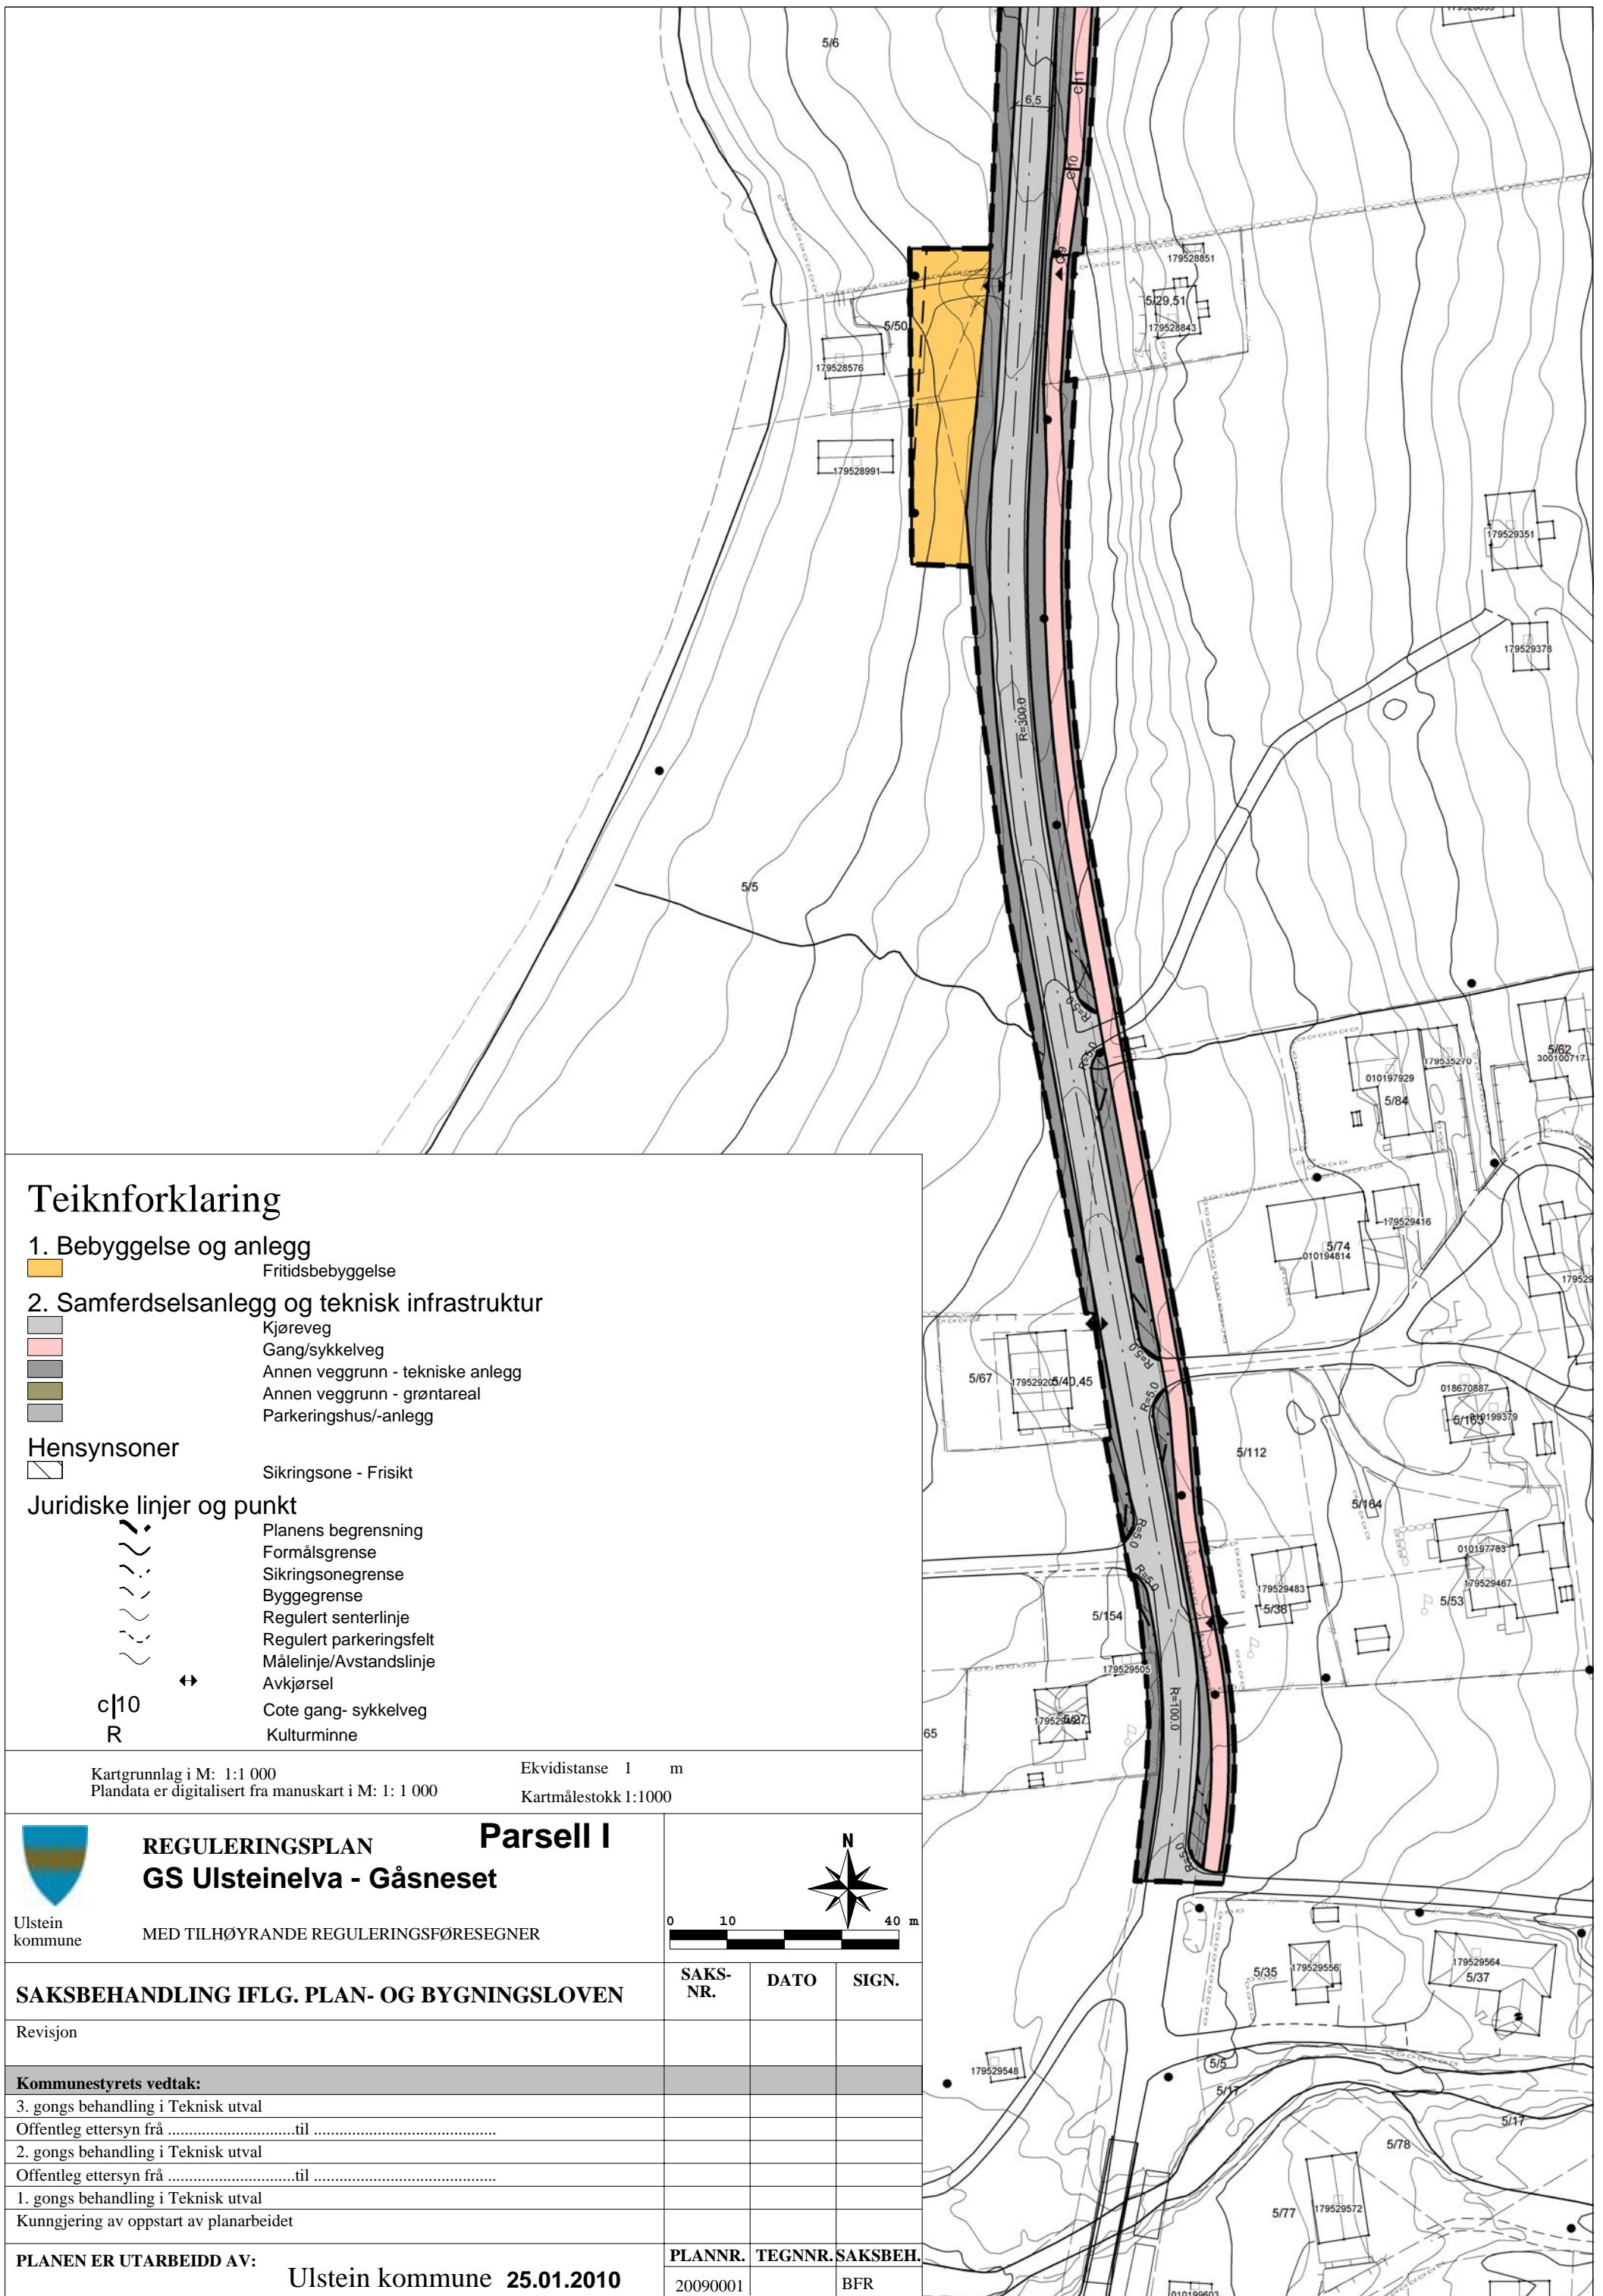 5/6
6,5
C 11
C 10
C 9
179528851
5/29,51
179528843
5/50
179528576
179528991
179529351
179529378
R=300.0
5/5
R=5.0
R=5.0
179535270
5/62
300100717
010197929
5/84
179529416
5/74
010194814
R=5.0
R=5.0
5/67
5/40,45
018670887
5/163
010199379
5/112
5/164
R=5.0
R=5.0
010197783
179529467
5/53
179529483
5/38
5/154
179529505
5/27
R=100.0
65
R=5.0
5/35
179529556
179529564
5/37
179529548
5/5
5/17
5/17
5/78
5/77
179529572
010199603
Teiknforklaring
1. Bebyggelse og anlegg
Fritidsbebyggelse
2. Samferdselsanlegg og teknisk infrastruktur
Kjøreveg
Gang/sykkelveg
Annen veggrunn - tekniske anlegg
Annen veggrunn - grøntareal
Parkeringshus/-anlegg
Hensynsoner
Sikringsone - Frisikt
Juridiske linjer og punkt
Planens begrensning
Formålsgrense
Sikringsonegrense
Byggegrense
Regulert senterlinje
Regulert parkeringsfelt
Målelinje/Avstandslinje
Avkjørsel
c|10 Cote gang- sykkelveg
R Kulturminne
Kartgrunnlag i M: 1:1 000
Plandata er digitalisert fra manuskart i M: 1: 1 000
Ekvidistanse 1 m
Kartmålestokk 1:1000
REGULERINGSPLAN Parsell I
GS Ulsteinelva - Gåsneset
Ulstein
kommune
MED TILHØYRANDE REGULERINGSFØRESEGNER
N
0 10 40 m
SAKSBEHANDLING IFLG. PLAN- OG BYGNINGSLOVEN
SAKS-
NR. DATO SIGN.
Revisjon
Kommunestyrets vedtak:
3. gongs behandling i Teknisk utval
Offentleg ettersyn frå ..............................til ...........................................
2. gongs behandling i Teknisk utval
Offentleg ettersyn frå ..............................til ...........................................
1. gongs behandling i Teknisk utval
Kunngjering av oppstart av planarbeidet
PLANEN ER UTARBEIDD AV:
Ulstein kommune 25.01.2010
PLANNR. TEGNNR. SAKSBEH.
20090001 BFR